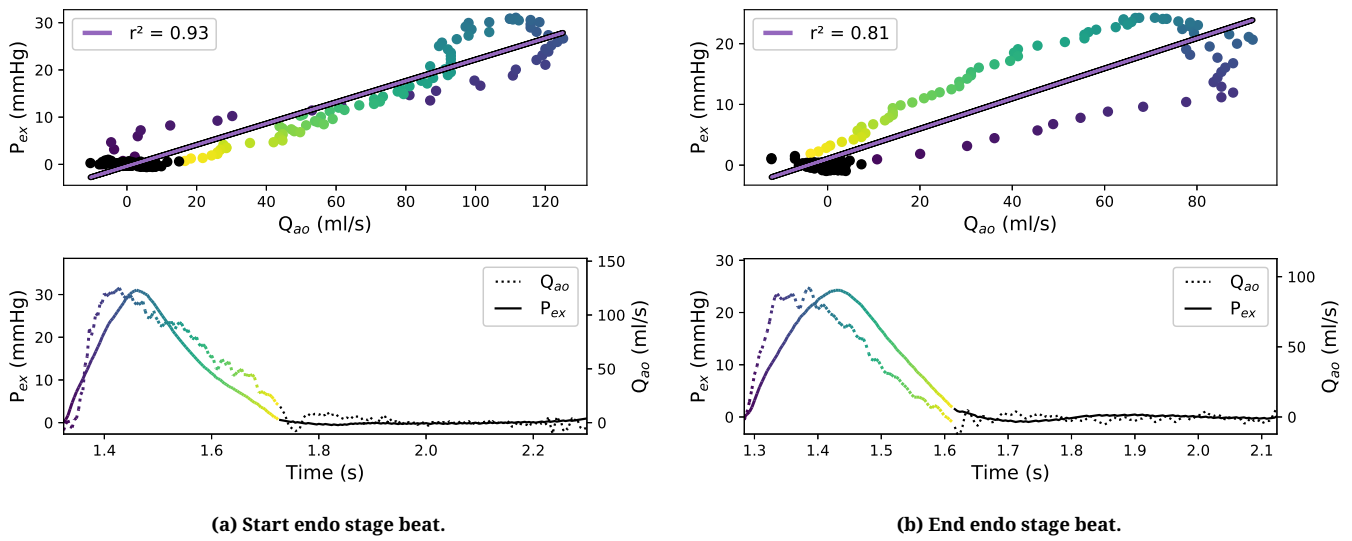 r² = 0.93
P_ex (mmHg)
30
20
10
0
0
20
40
60
80
100
120
Q_ao (ml/s)
r² = 0.81
P_ex (mmHg)
20
10
0
0
20
40
60
80
Q_ao (ml/s)
Q_ao
P_ex
P_ex (mmHg)
30
20
10
0
150
100
50
0
Q_ao (ml/s)
1.4
1.6
1.8
2.0
2.2
Time (s)
Q_ao
P_ex
P_ex (mmHg)
30
20
10
0
100
50
0
Q_ao (ml/s)
1.3
1.4
1.5
1.6
1.7
1.8
1.9
2.0
2.1
Time (s)
(a) Start endo stage beat.
(b) End endo stage beat.